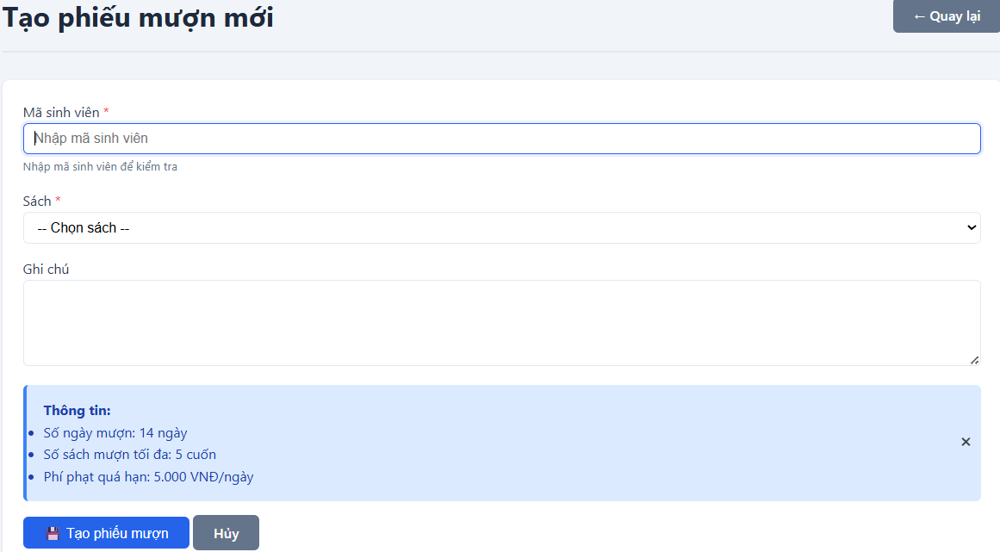 Tạo phiếu mượn mới
← Quay lại
Mã sinh viên *
Nhập mã sinh viên
Nhập mã sinh viên để kiểm tra
Sách *
-- Chọn sách --
Ghi chú
Thông tin:
• Số ngày mượn: 14 ngày
• Số sách mượn tối đa: 5 cuốn
• Phí phạt quá hạn: 5.000 VNĐ/ngày
×
💾 Tạo phiếu mượn
Hủy